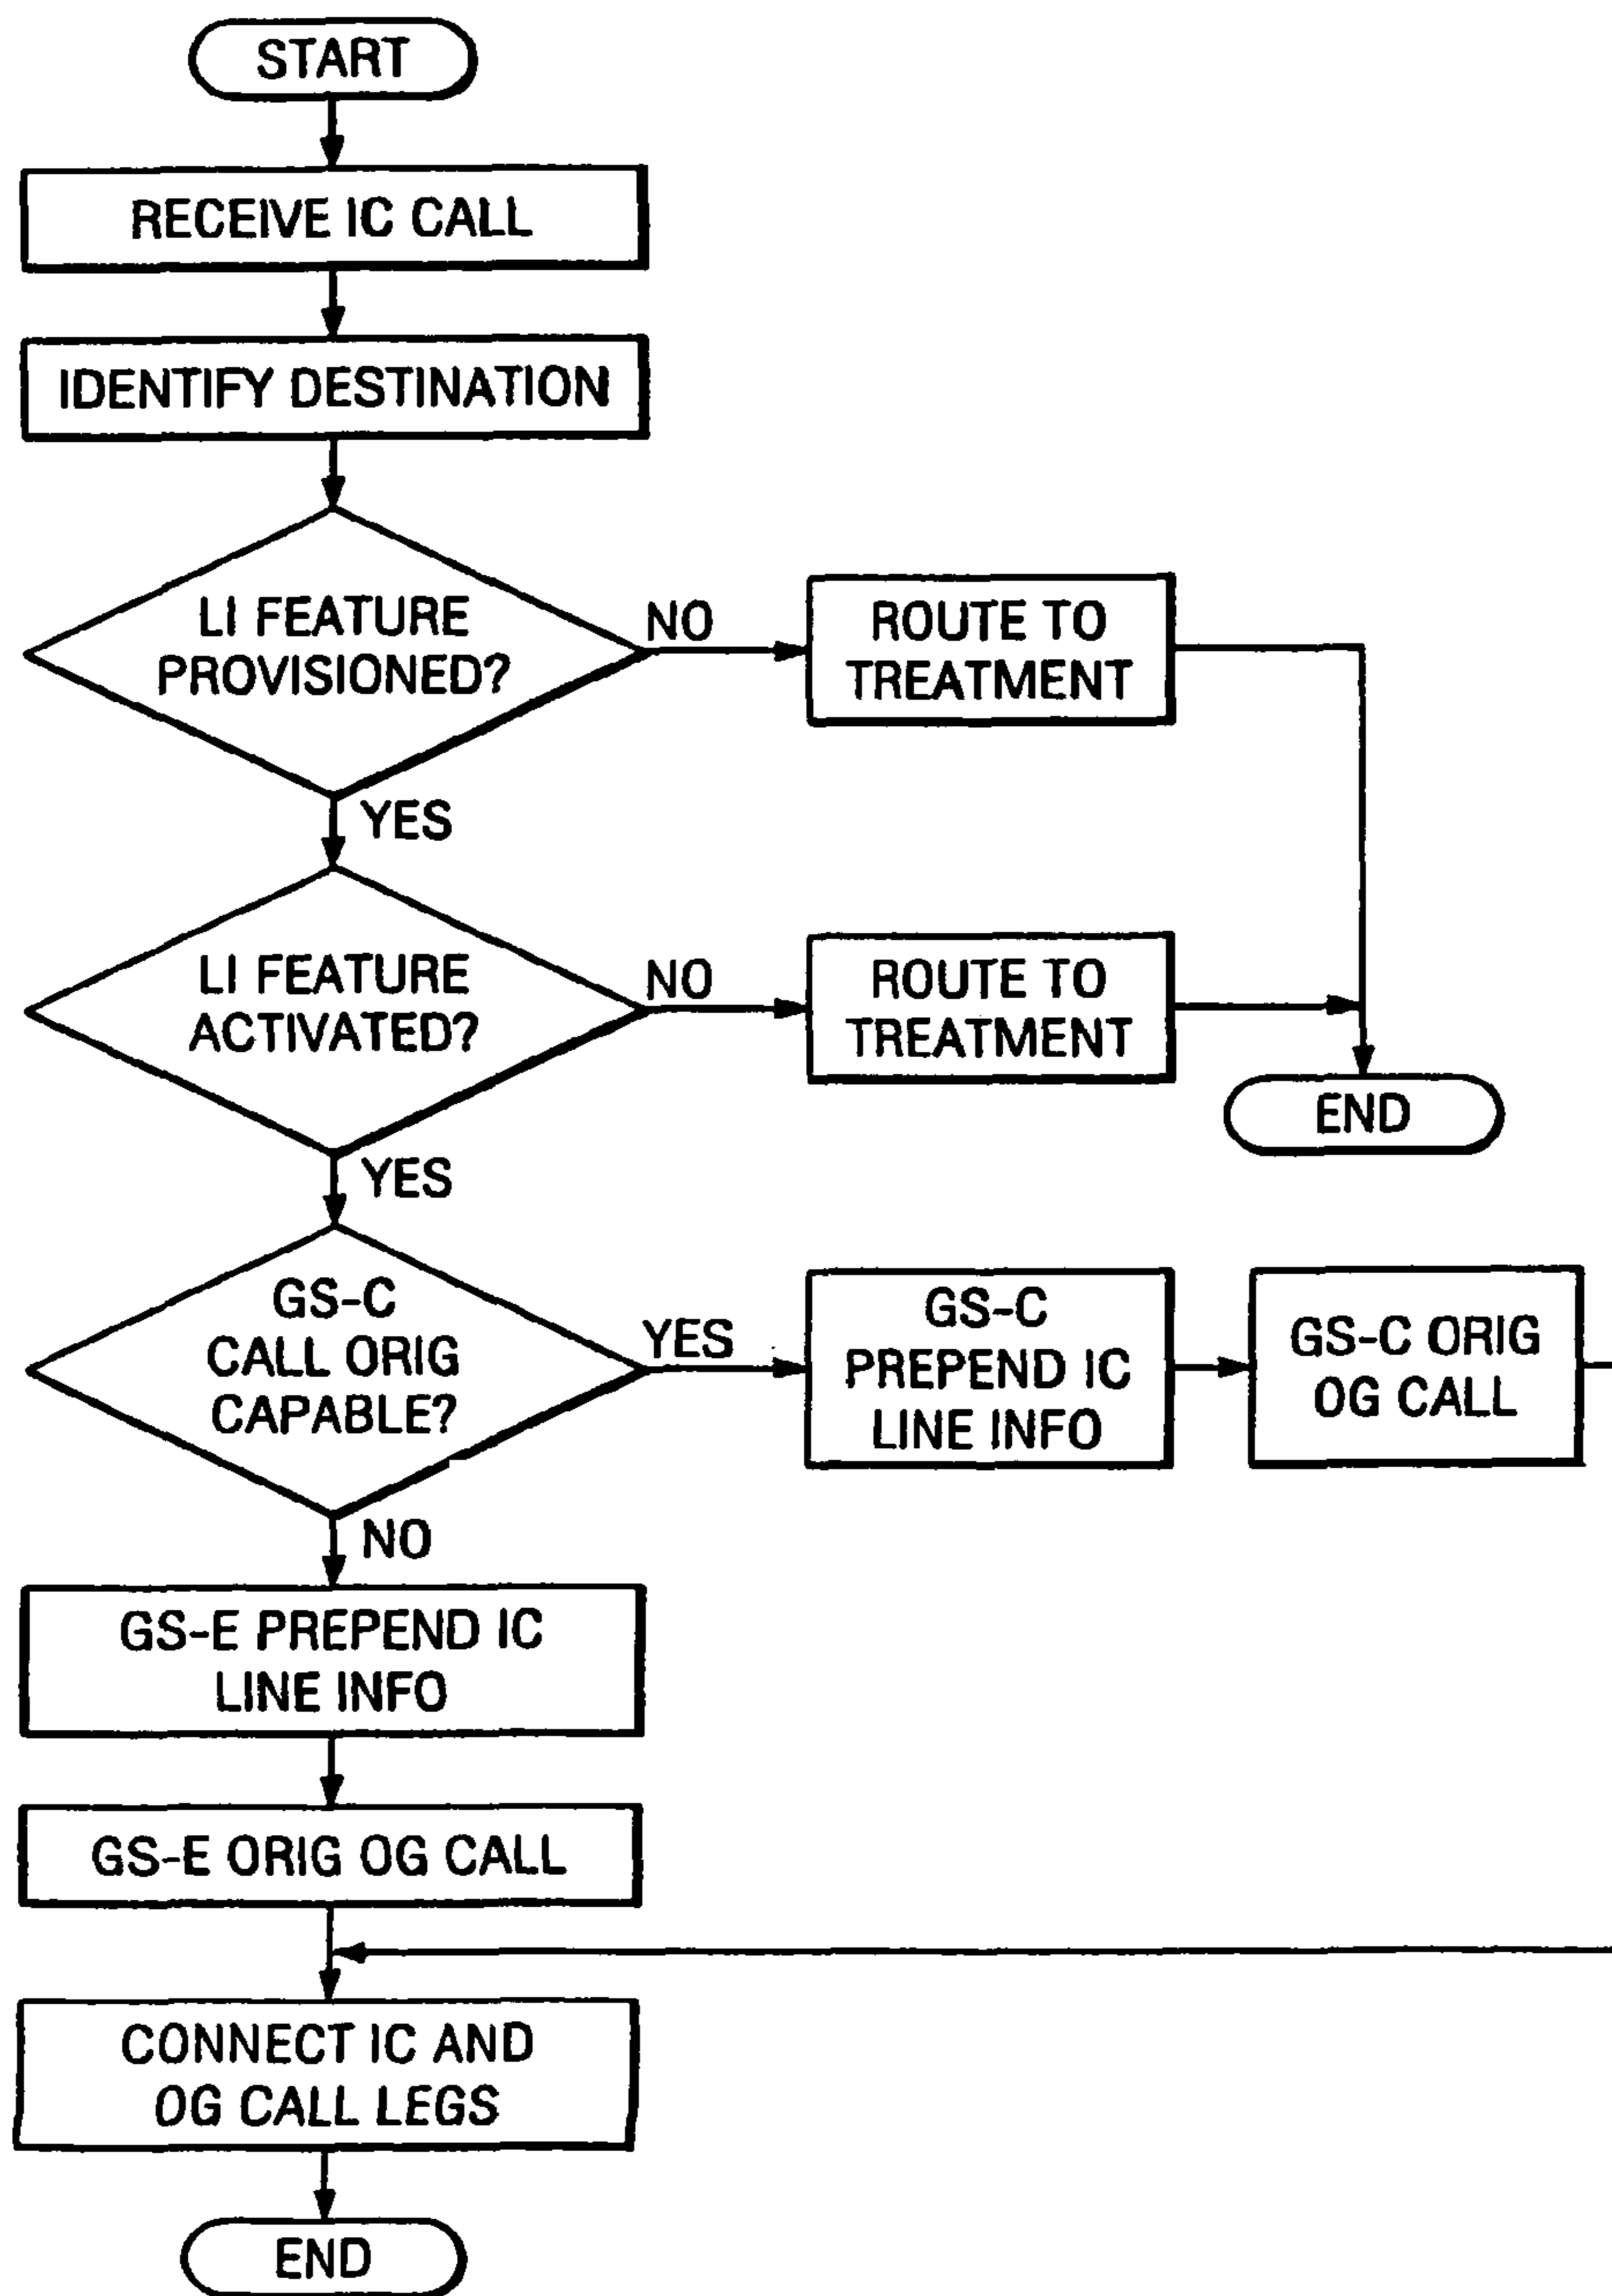 START
RECEIVE IC CALL
IDENTIFY DESTINATION
LI FEATURE
PROVISIONED?
NO
ROUTE TO
TREATMENT
YES
LI FEATURE
ACTIVATED?
NO
ROUTE TO
TREATMENT
END
YES
GS-C
CALL ORIG
CAPABLE?
YES
GS-C
PREPEND IC
LINE INFO
GS-C ORIG
OG CALL
NO
GS-E PREPEND IC
LINE INFO
GS-E ORIG OG CALL
CONNECT IC AND
OG CALL LEGS
END